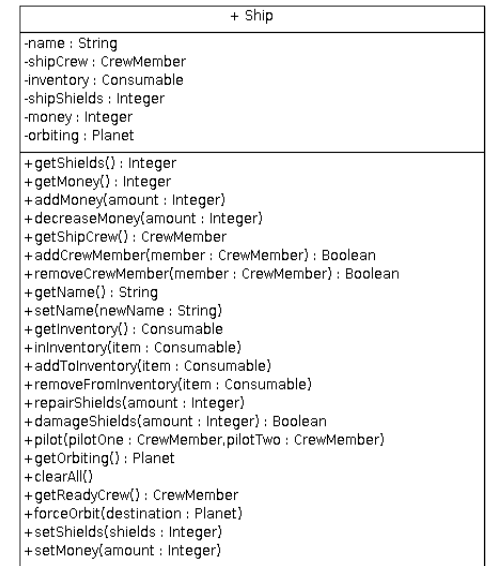 + Ship
-name : String
-shipCrew : CrewMember
-inventory : Consumable
-shipShields : Integer
-money : Integer
-orbiting : Planet
+getShields() : Integer
+getMoney() : Integer
+addMoney(amount : Integer)
+decreaseMoney(amount : Integer)
+getShipCrew() : CrewMember
+addCrewMember(member : CrewMember) : Boolean
+removeCrewMember(member : CrewMember) : Boolean
+getName() : String
+setName(newName : String)
+getInventory() : Consumable
+inInventory(item : Consumable)
+addToInventory(item : Consumable)
+removeFromInventory(item : Consumable)
+repairShields(amount : Integer)
+damageShields(amount : Integer) : Boolean
+pilot(pilotOne : CrewMember,pilotTwo : CrewMember)
+getOrbiting() : Planet
+clearAll()
+getReadyCrew() : CrewMember
+forceOrbit(destination : Planet)
+setShields(shields : Integer)
+setMoney(amount : Integer)